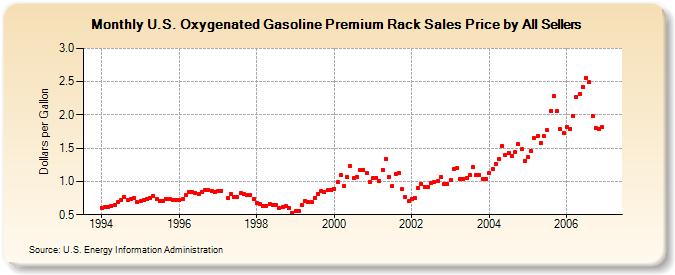 Monthly U.S. Oxygenated Gasoline Premium Rack Sales Price by All Sellers
Dollars per Gallon
3.0
2.5
2.0
1.5
1.0
0.5
1994 1996 1998 2000 2002 2004 2006
Source: U.S. Energy Information Administration